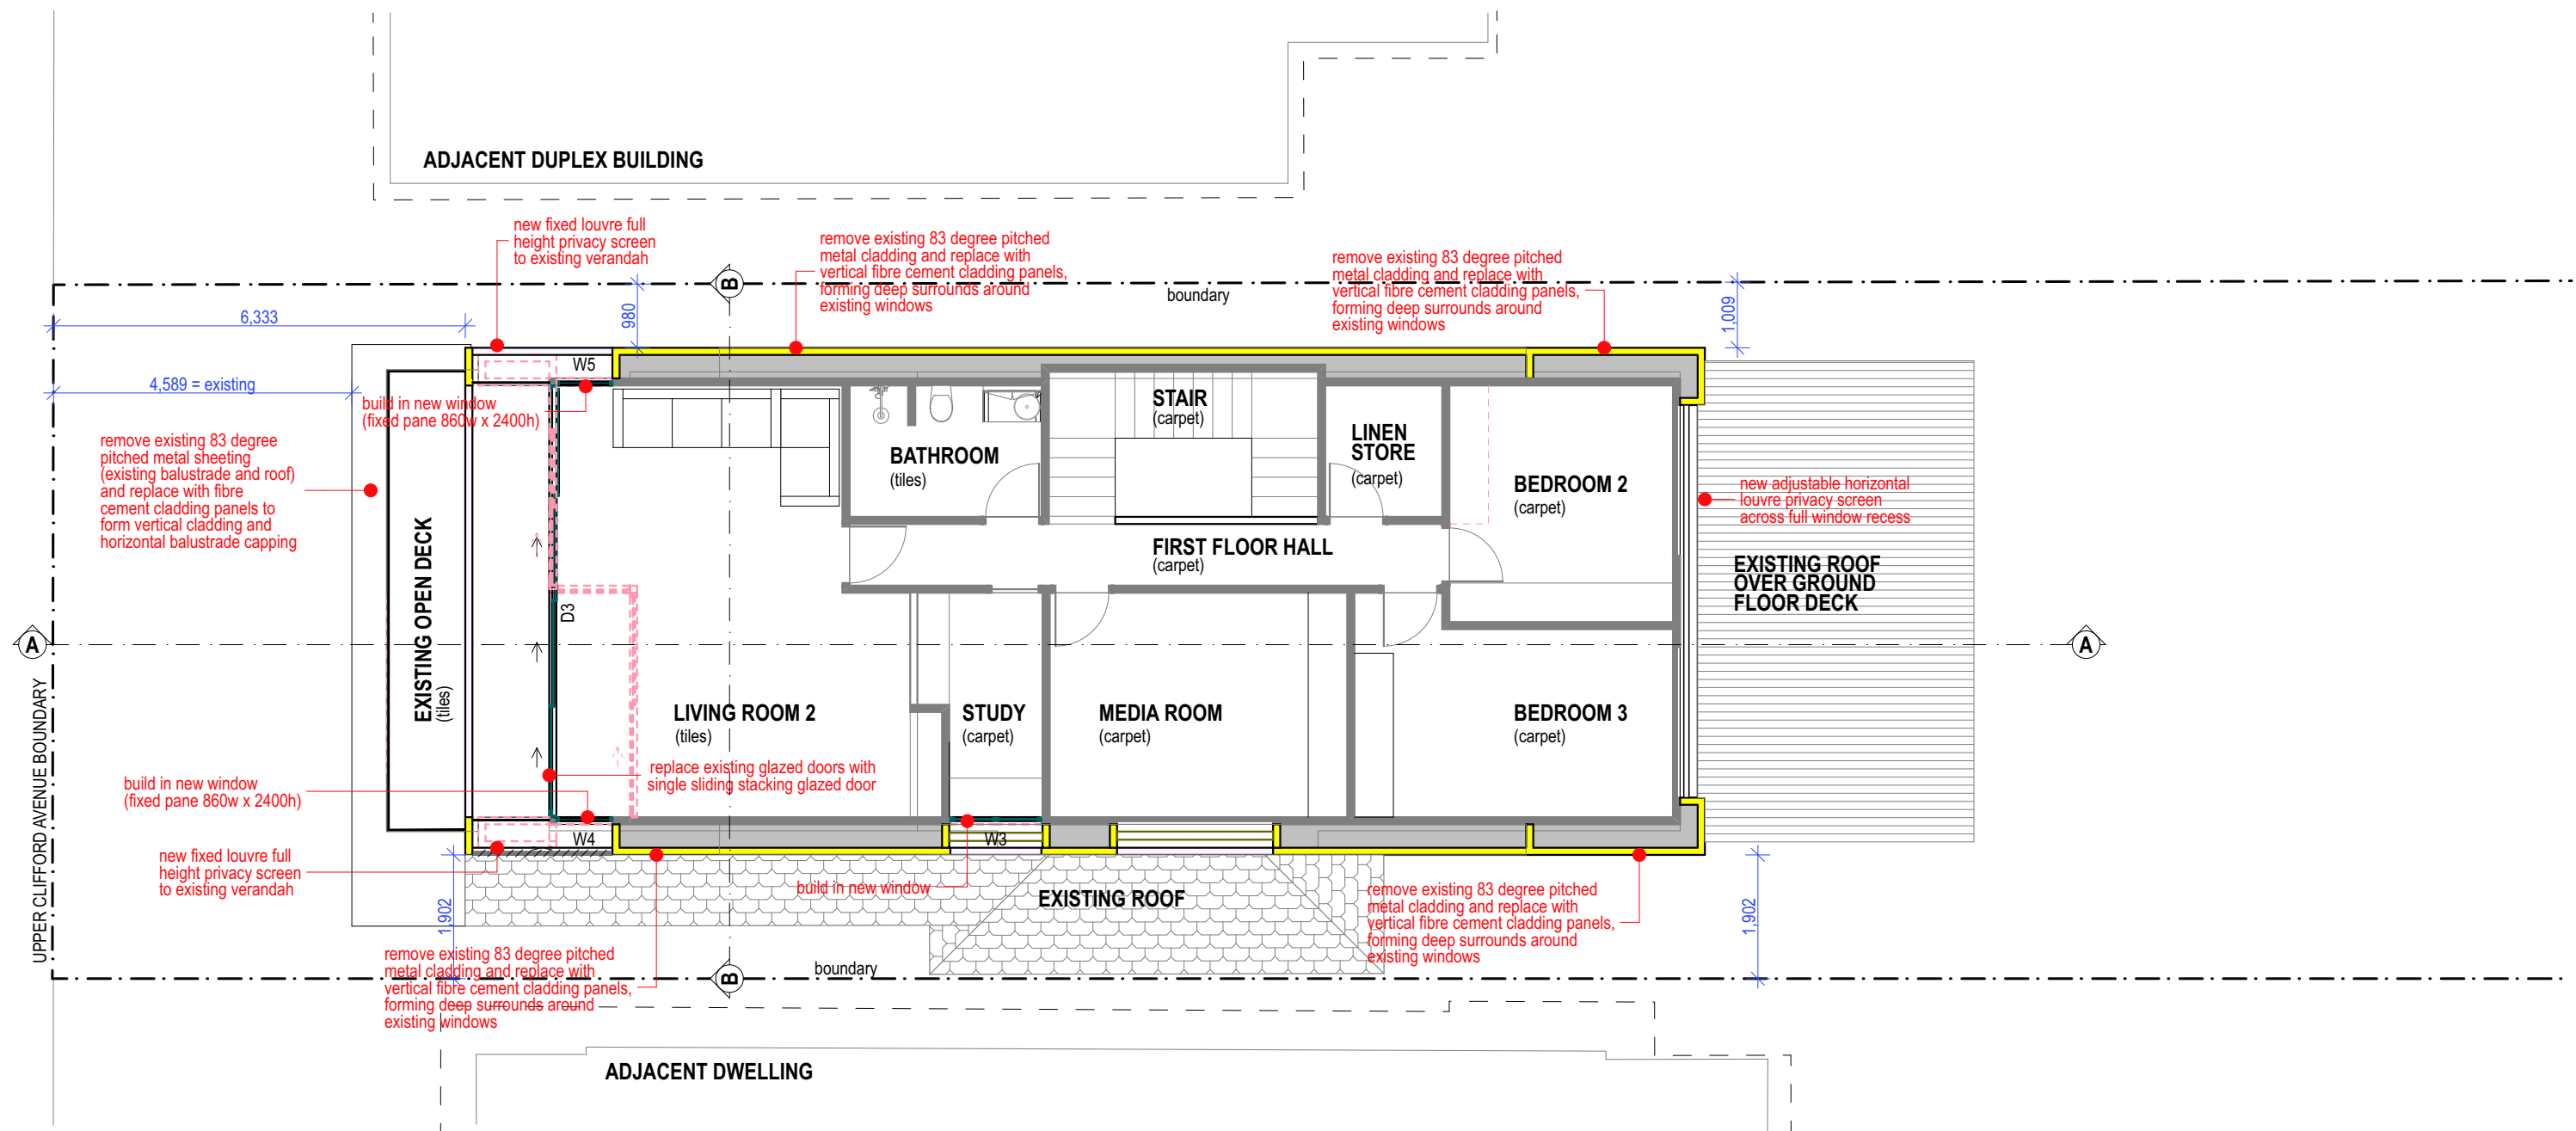 ADJACENT DUPLEX BUILDING
new fixed louvre full
height privacy screen
to existing verandah
remove existing 83 degree pitched
metal cladding and replace with
vertical fibre cement cladding panels,
forming deep surrounds around
existing windows
remove existing 83 degree pitched
metal cladding and replace with
vertical fibre cement cladding panels,
forming deep surrounds around
existing windows
B
boundary
6,333
980
1,009
4,589 = existing
W5
build in new window
(fixed pane 860w x 2400h)
remove existing 83 degree
pitched metal sheeting
(existing balustrade and roof)
and replace with fibre
cement cladding panels to
form vertical cladding and
horizontal balustrade capping
BATHROOM
(tiles)
STAIR
(carpet)
LINEN
STORE
(carpet)
BEDROOM 2
(carpet)
new adjustable horizontal
louvre privacy screen
across full window recess
FIRST FLOOR HALL
(carpet)
EXISTING ROOF
OVER GROUND
FLOOR DECK
EXISTING OPEN DECK
(tiles)
D3
A
A
UPPER CLIFFORD AVENUE BOUNDARY
LIVING ROOM 2
(tiles)
STUDY
(carpet)
MEDIA ROOM
(carpet)
BEDROOM 3
(carpet)
replace existing glazed doors with
single sliding stacking glazed door
build in new window
(fixed pane 860w x 2400h)
W4
W3
new fixed louvre full
height privacy screen
to existing verandah
build in new window
EXISTING ROOF
1,902
1,902
remove existing 83 degree pitched
metal cladding and replace with
vertical fibre cement cladding panels,
forming deep surrounds around
existing windows
remove existing 83 degree pitched
metal cladding and replace with
vertical fibre cement cladding panels,
forming deep surrounds around
existing windows
B
boundary
ADJACENT DWELLING